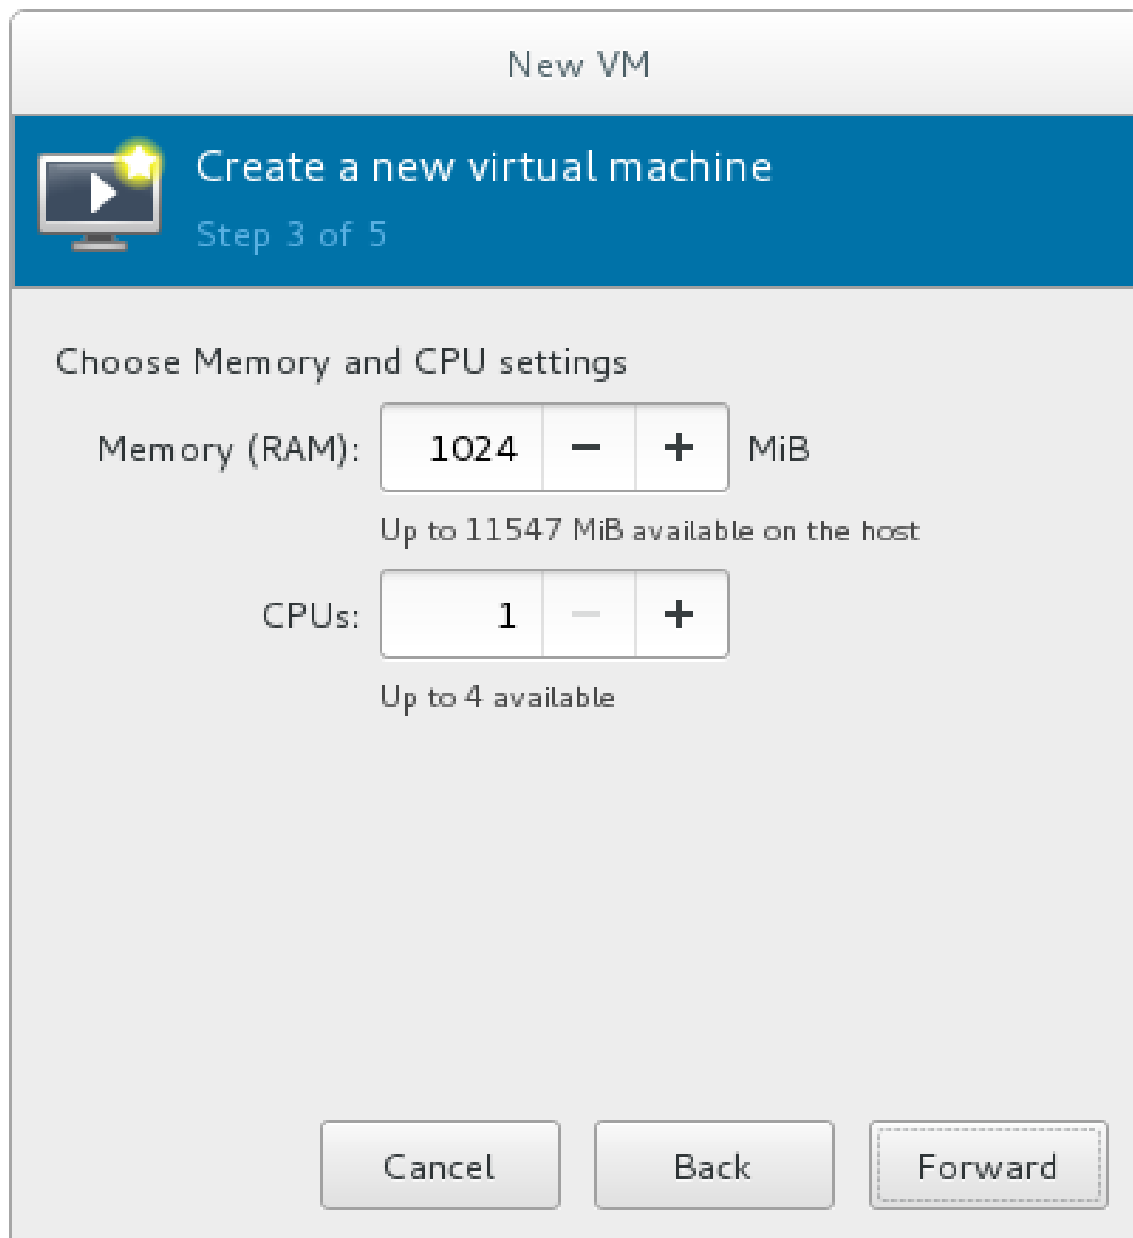 New VM
Create a new virtual machine
Step 3 of 5
Choose Memory and CPU settings
Memory (RAM): 1024 − + MiB
Up to 11547 MiB available on the host
CPUs: 1 − +
Up to 4 available
Cancel Back Forward